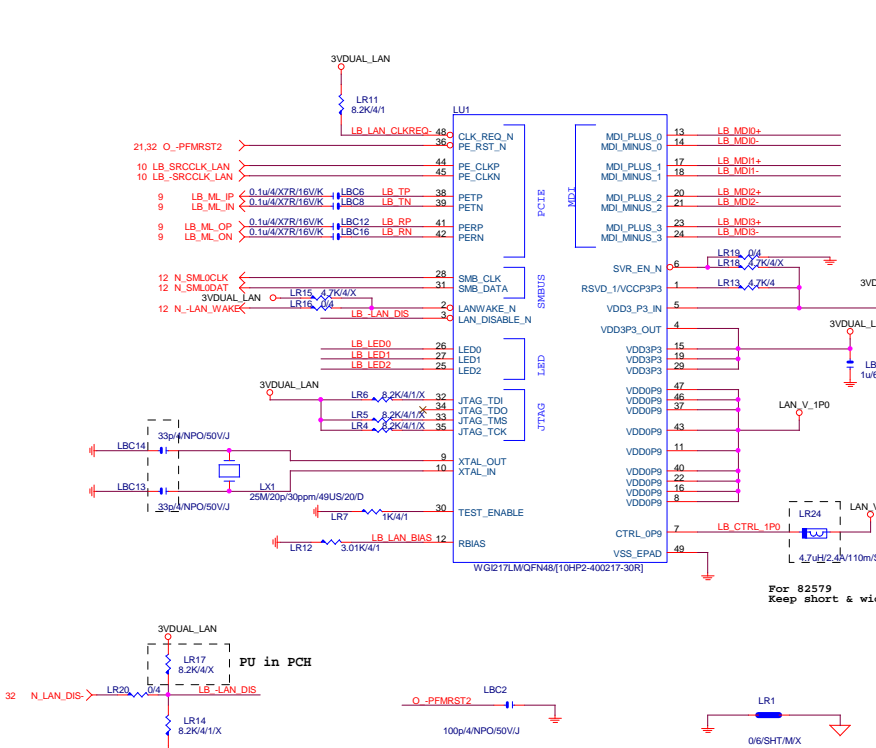 3VDUAL_LAN
LR11
8.2K/4/1
LU1
LB_LAN_CLKREQ- 48 CLK_REQ_N
21,32 O_-PFMRST2 36 PE_RST_N
10 LB_SRCCLK_LAN 44 PE_CLKP
10 LB_-SRCCLK_LAN 45 PE_CLKN
9 LB_ML_IP 0.1u/4/X7R/16V/K LBC6 LB_TP 38 PETP
9 LB_ML_IN 0.1u/4/X7R/16V/K LBC8 LB_TN 39 PETN
9 LB_ML_OP 0.1u/4/X7R/16V/K LBC12 LB_RP 41 PERP
9 LB_ML_ON 0.1u/4/X7R/16V/K LBC16 LB_RN 42 PERN
PCIE
12 N_SML0CLK 28 SMB_CLK
12 N_SML0DAT 31 SMB_DATA
3VDUAL_LAN LR15 4.7K/4/X
12 N_-LAN_WAKE LR16 0/4 2 LANWAKE_N
LB_-LAN_DIS 3 LAN_DISABLE_N
SMBUS
LB_LED0 26 LED0
LB_LED1 27 LED1
LB_LED2 25 LED2
LED
3VDUAL_LAN
LR6 8.2K/4/1/X 32 JTAG_TDI
34 JTAG_TDO
LR5 8.2K/4/1/X 33 JTAG_TMS
LR4 8.2K/4/1/X 35 JTAG_TCK
JTAG
33p/4/NPO/50V/J
LBC14
9 XTAL_OUT
10 XTAL_IN
LBC13 LX1
25M/20p/30ppm/49US/20/D
33p/4/NPO/50V/J
LR7 1K/4/1 30 TEST_ENABLE
LR12 3.01K/4/1 LB_LAN_BIAS 12 RBIAS
WGI217LM/QFN48/[10HP2-400217-30R]
MDI
MDI_PLUS_0 13 LB_MDI0+
MDI_MINUS_0 14 LB_MDI0-
MDI_PLUS_1 17 LB_MDI1+
MDI_MINUS_1 18 LB_MDI1-
MDI_PLUS_2 20 LB_MDI2+
MDI_MINUS_2 21 LB_MDI2-
MDI_PLUS_3 23 LB_MDI3+
MDI_MINUS_3 24 LB_MDI3-
LR19 0/4
SVR_EN_N 6 LR18 4.7K/4/X
RSVD_1/VCCP3P3 1 LR13 4.7K/4
3VD
VDD3_P3_IN 5
VDD3P3_OUT 4
3VDUAL_L
VDD3P3 15
VDD3P3 19
VDD3P3 29
LB
1u/6
VDD0P9 47
VDD0P9 46
VDD0P9 37
LAN_V_1P0
VDD0P9 43
VDD0P9 11
VDD0P9 40
VDD0P9 22
VDD0P9 16
VDD0P9 8
LAN_V
LR24
CTRL_0P9 7 LB_CTRL_1P0
4.7uH/2.4A/110m/S
VSS_EPAD 49
For 82579
Keep short & wid
3VDUAL_LAN
LR17
8.2K/4/X
PU in PCH
32 N_LAN_DIS- LR20 0/4 LB_-LAN_DIS
LR14
8.2K/4/1/X
O_-PFMRST2
LBC2
100p/4/NPO/50V/J
LR1
0/6/SHT/M/X